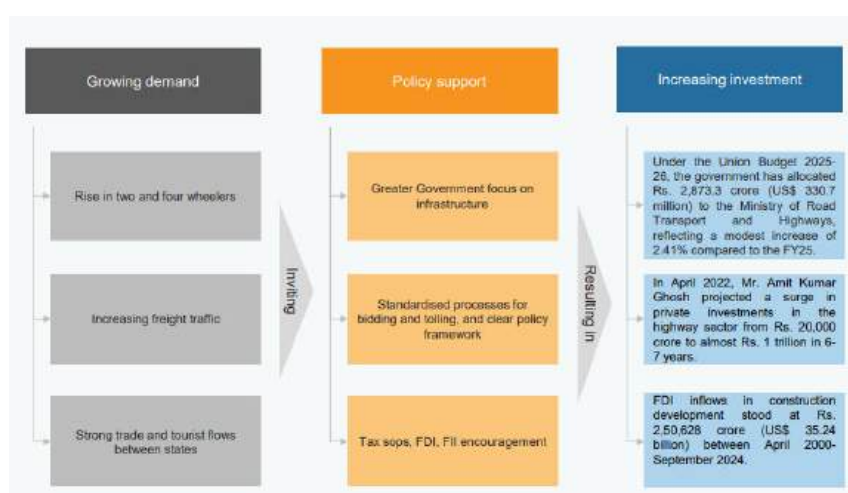 Growing demand
Policy support
Increasing investment
Rise in two and four wheelers
Increasing freight traffic
Strong trade and tourist flows
between states
Inviting
Greater Government focus on
infrastructure
Standardised processes for
bidding and tolling, and clear policy
framework
Tax sops, FDI, FII encouragement
Resulting in
Under the Union Budget 2025-
26, the government has allocated
Rs. 2,873.3 crore (US$ 330.7
million) to the Ministry of Road
Transport and Highways,
reflecting a modest increase of
2.41% compared to the FY25.
In April 2022, Mr. Amit Kumar
Ghosh projected a surge in
private investments in the
highway sector from Rs. 20,000
crore to almost Rs. 1 trillion in 6-
7 years.
FDI inflows in construction
development stood at Rs.
2,50,628 crore (US$ 35.24
billion) between April 2000-
September 2024.